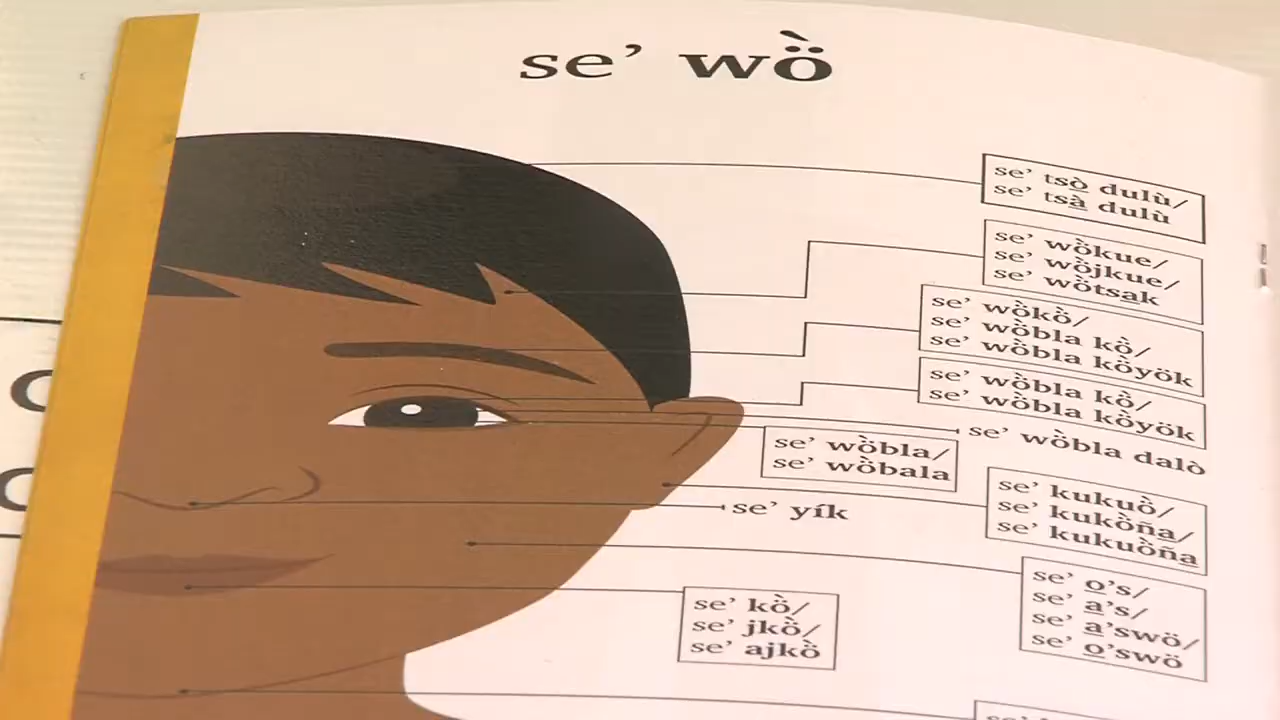 se’ wö̀
se’ tsò̠ dulù/
se’ tsà̠ dulù
se’ wö̀kue/
se’ wö̀jkue/
se’ wö̀tsa̠k
se’ wö̀kö̀/
se’ wö̀bla kö̀/
se’ wö̀bla kö̀yök
se’ wö̀bla kö̀/
se’ wö̀bla kö̀yök
se’ wö̀bla dalò
se’ wö̀bla/
se’ wö̀bala
se’ kukuö̀/
se’ kukö̀ña̠/
se’ kukuö̀ña̠
se’ yík
se’ o̠’s/
se’ a̠’s/
se’ a̠’swö/
se’ o̠’swö
se’ kö̀/
se’ jkö̀/
se’ ajkö̀